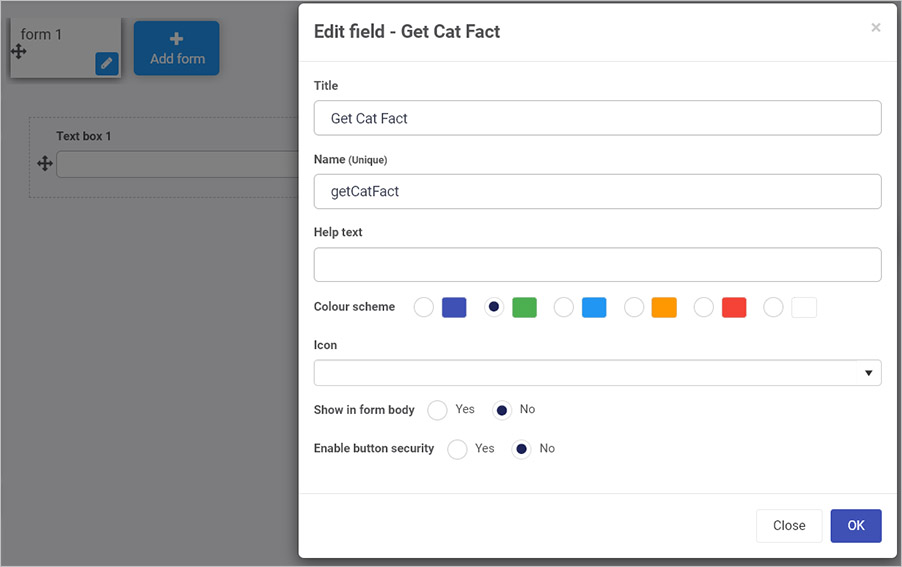 form 1
Add form
Text box 1
Edit field - Get Cat Fact
×
Title
Get Cat Fact
Name (Unique)
getCatFact
Help text
Colour scheme
Icon
Show in form body Yes No
Enable button security Yes No
Close OK